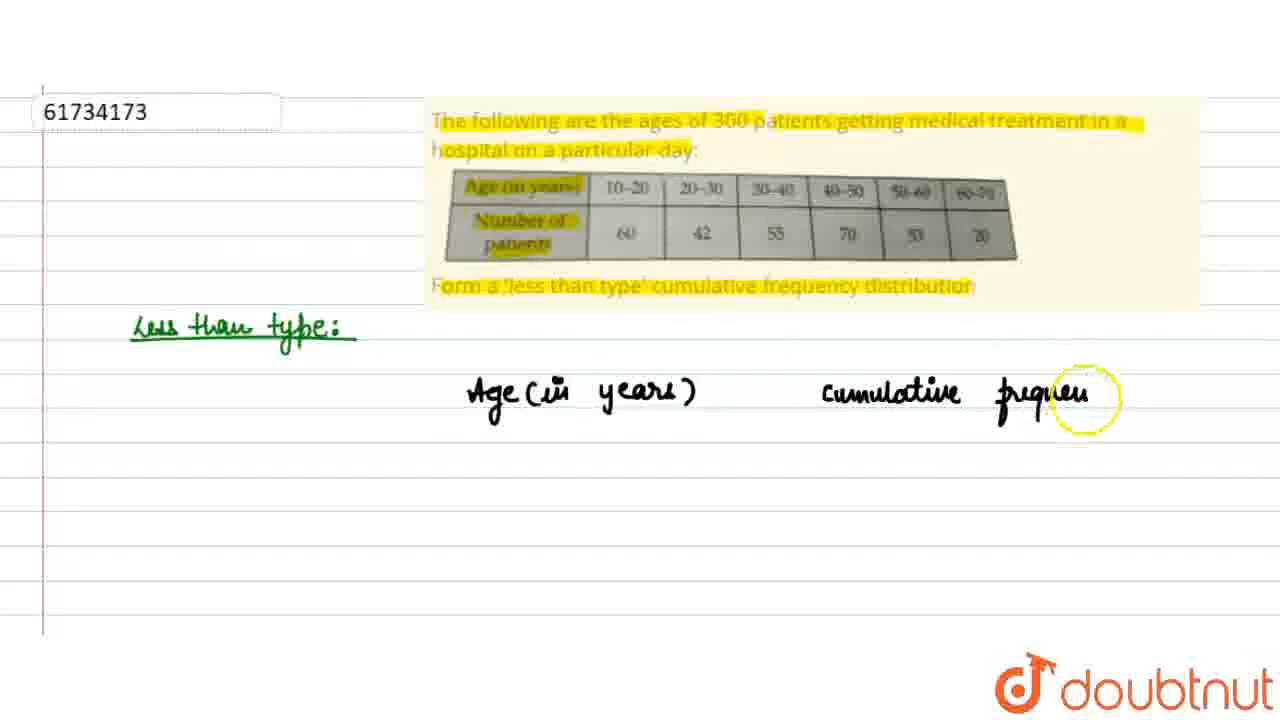 61734173
The following are the ages of 300 patients getting medical treatment in a
hospital on a particular day:
Age (in years) 10-20 20-30 30-40 40-50 50-60 60-70
Number of
patients 60 42 55 70 53 20
Form a 'less than type' cumulative frequency distribution
Less than type:
Age (in years) cumulative frequen
doubtnut